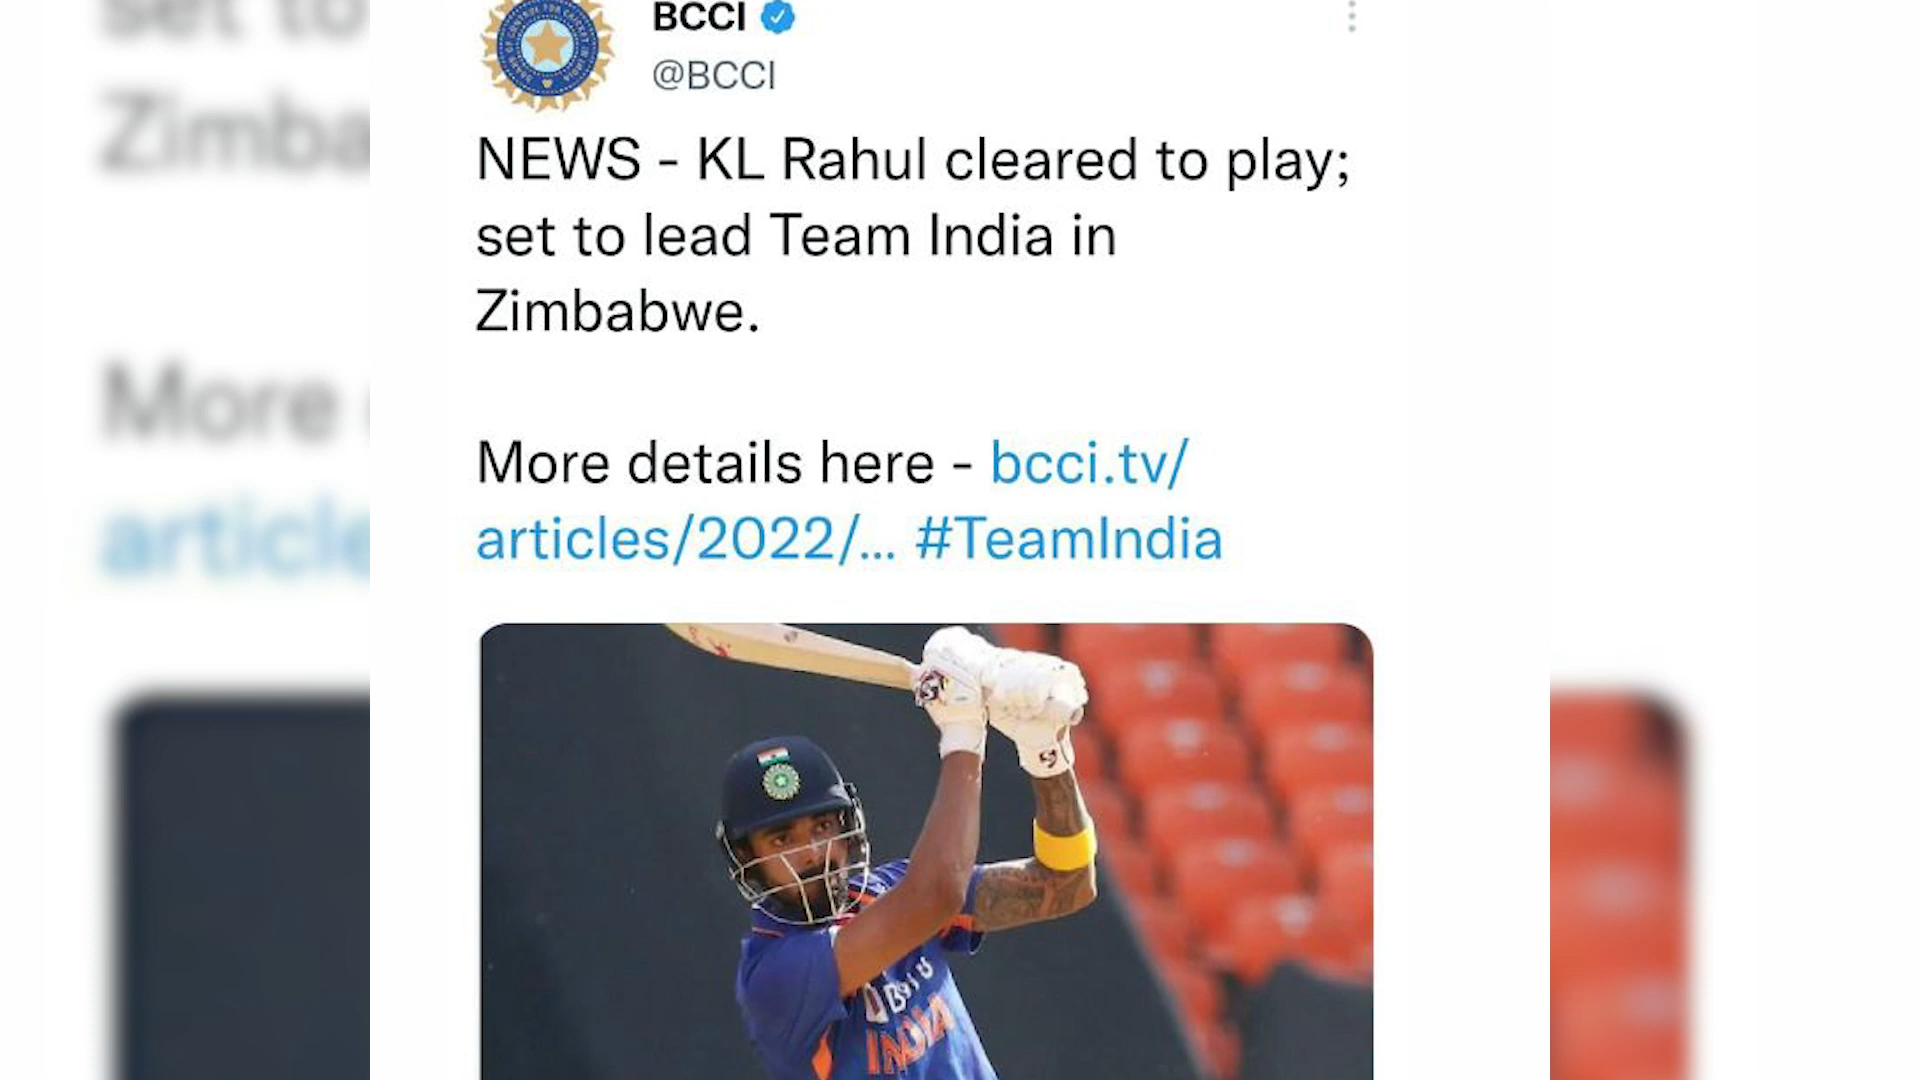 BCCI
@BCCI
NEWS - KL Rahul cleared to play;
set to lead Team India in
Zimbabwe.
More details here - bcci.tv/
articles/2022/... #TeamIndia
INDIA